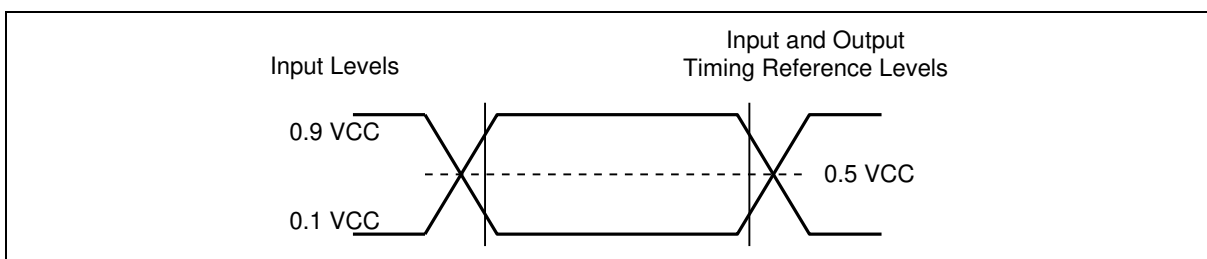 Input Levels
Input and Output
Timing Reference Levels
0.9 VCC
0.5 VCC
0.1 VCC